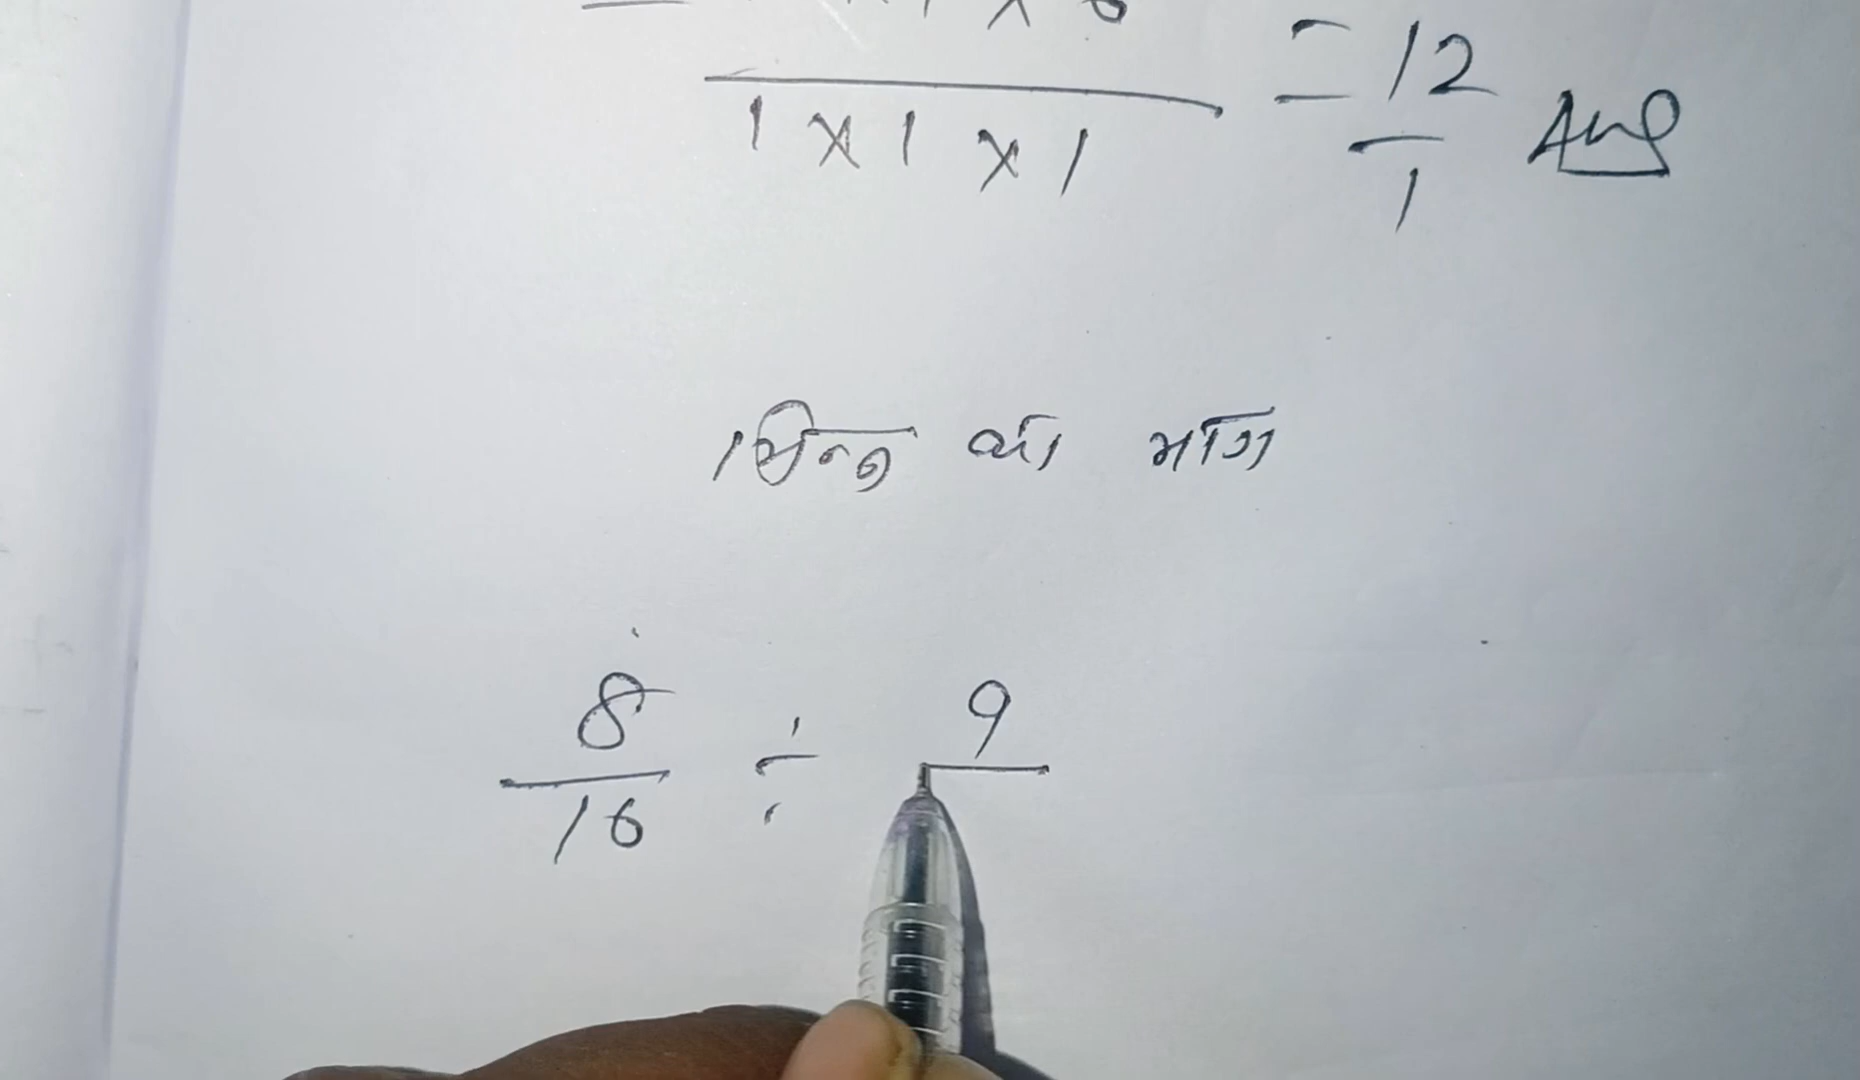 1 × 1 × 1 = 12/1 Ans
भिन्न का भाग
8/16 ÷ 9/